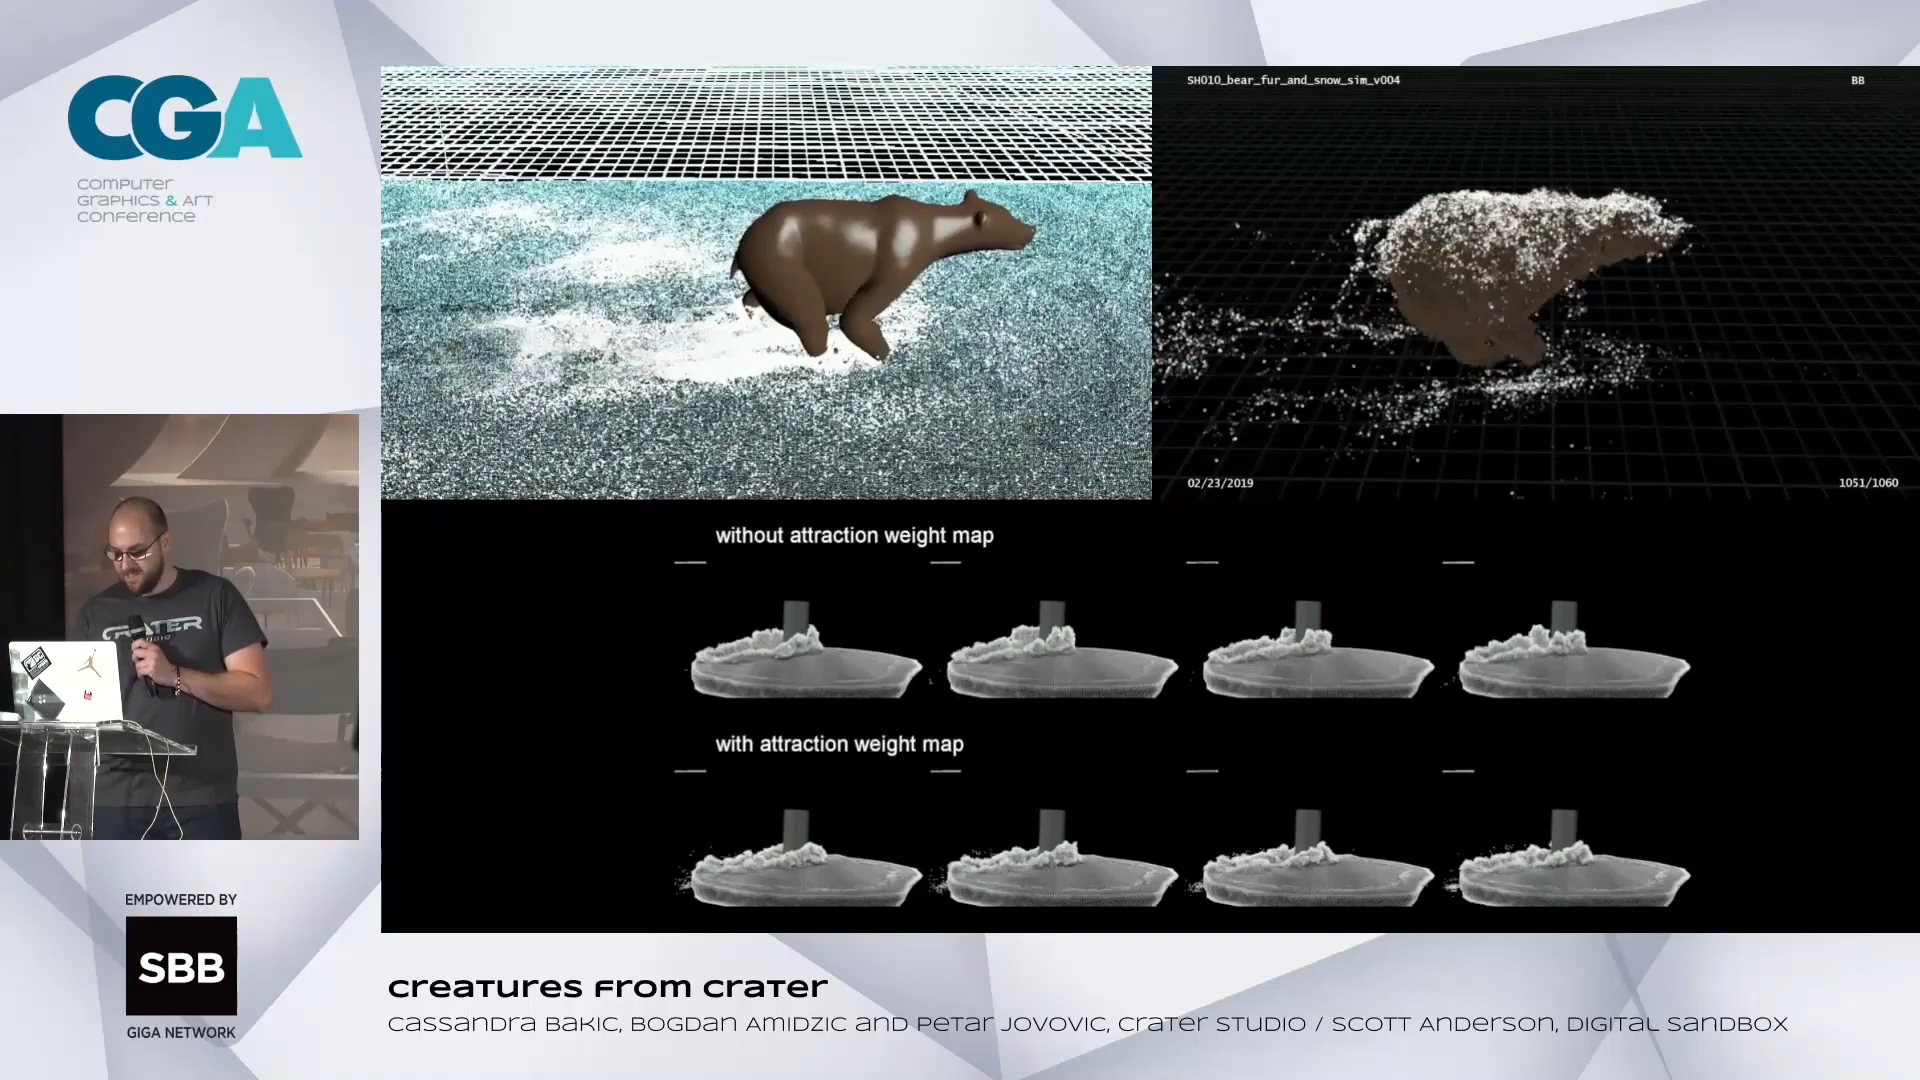 CGA
computer
graphics & art
conference
SH010_bear_fur_and_snow_sim_v004
BB
02/23/2019
1051/1060
without attraction weight map
with attraction weight map
CRATER
studio
EMPOWERED BY
SBB
GIGA NETWORK
creatures from crater
cassandra bakic, bogdan amidzic and petar jovovic, crater studio / scott anderson, digital sandbox